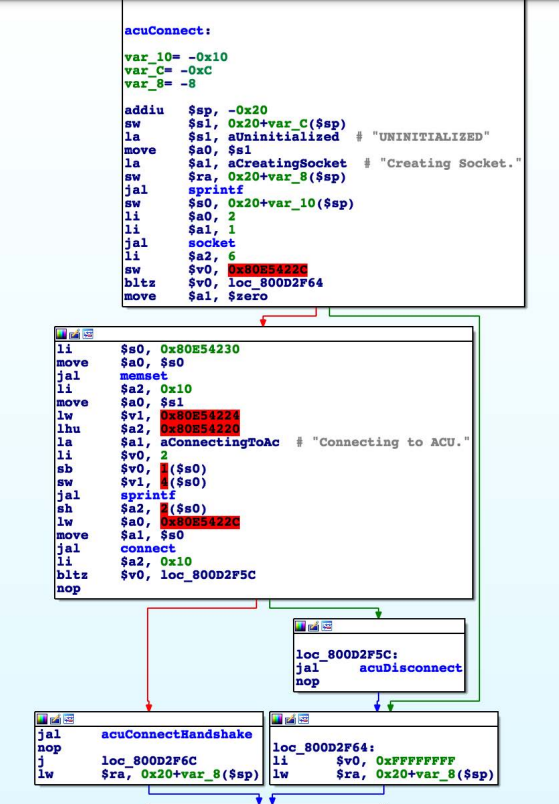 acuConnect:
var_10= -0x10
var_C= -0xC
var_8= -8
addiu $sp, -0x20
sw $s1, 0x20+var_C($sp)
la $s1, aUninitialized # "UNINITIALIZED"
move $a0, $s1
la $a1, aCreatingSocket # "Creating Socket."
sw $ra, 0x20+var_8($sp)
jal sprintf
sw $s0, 0x20+var_10($sp)
li $a0, 2
li $a1, 1
jal socket
li $a2, 6
sw $v0, 0x80E5422C
bltz $v0, loc_800D2F64
move $a1, $zero
li $s0, 0x80E54230
move $a0, $s0
jal memset
li $a2, 0x10
move $a0, $s1
lw $v1, 0x80E54224
lhu $a2, 0x80E54220
la $a1, aConnectingToAc # "Connecting to ACU."
li $v0, 2
sb $v0, 1($s0)
sw $v1, 4($s0)
jal sprintf
sh $a2, 2($s0)
lw $a0, 0x80E5422C
move $a1, $s0
jal connect
li $a2, 0x10
bltz $v0, loc_800D2F5C
nop
loc_800D2F5C:
jal acuDisconnect
nop
jal acuConnectHandshake
nop
j loc_800D2F6C
lw $ra, 0x20+var_8($sp)
loc_800D2F64:
li $v0, 0xFFFFFFFF
lw $ra, 0x20+var_8($sp)